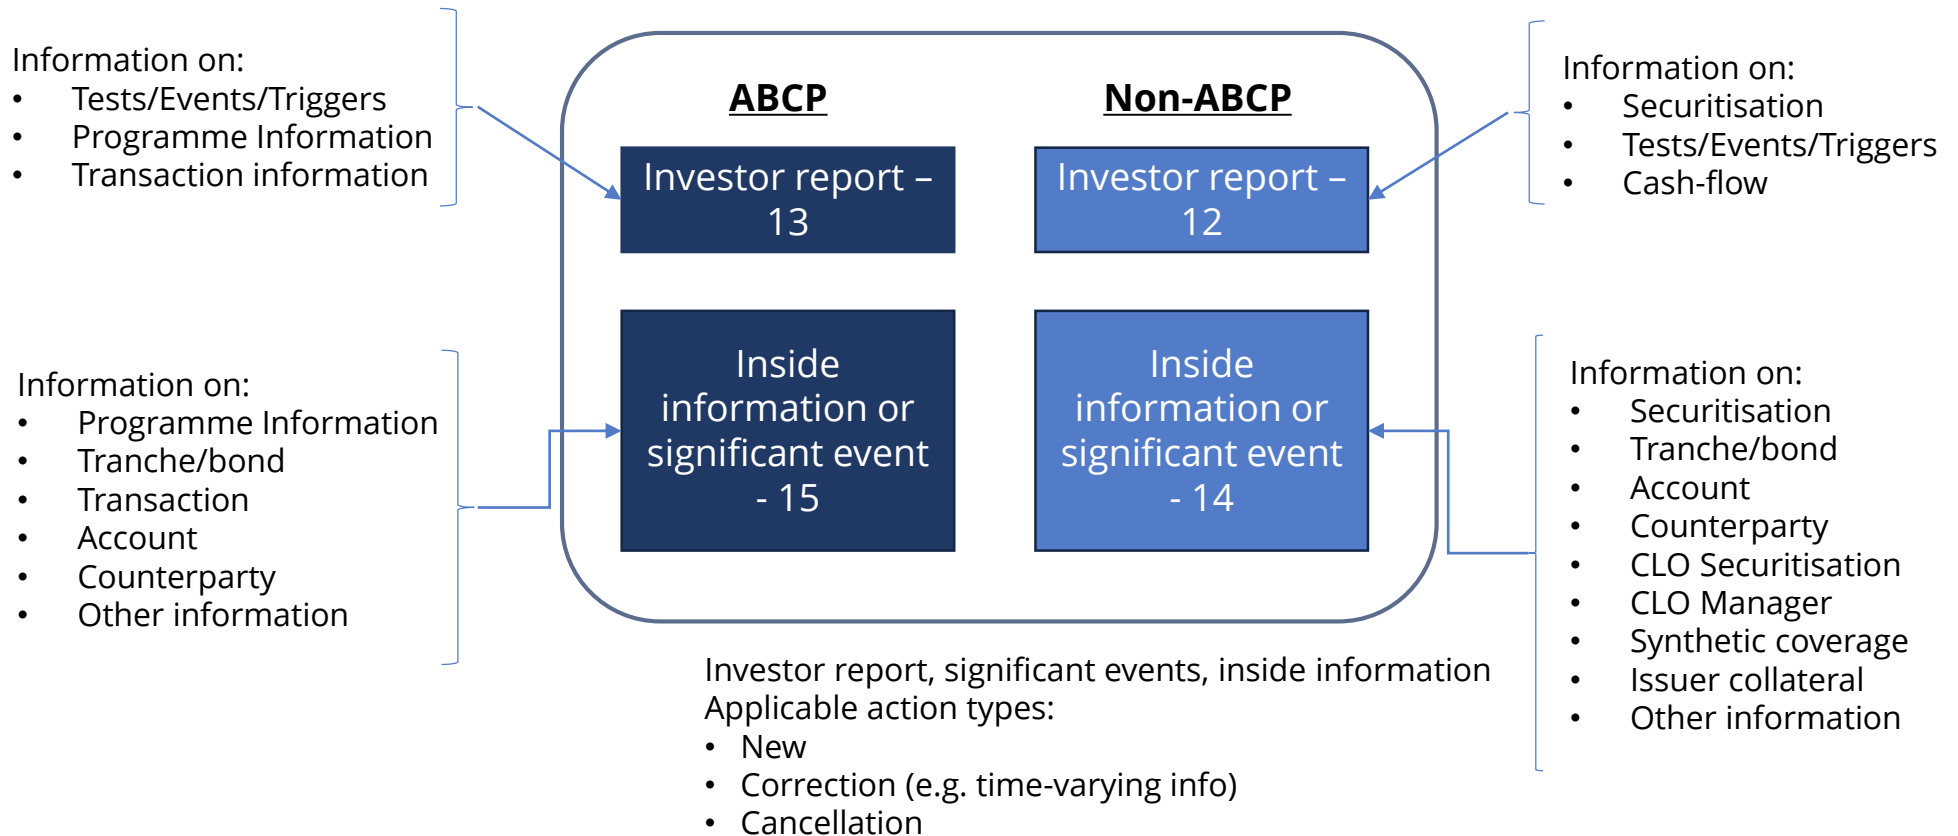 Information on:
• Tests/Events/Triggers
• Programme Information
• Transaction information
ABCP
Non-ABCP
Investor report –
13
Investor report –
12
Information on:
• Securitisation
• Tests/Events/Triggers
• Cash-flow
Information on:
• Programme Information
• Tranche/bond
• Transaction
• Account
• Counterparty
• Other information
Inside
information or
significant event
- 15
Inside
information or
significant event
- 14
Information on:
• Securitisation
• Tranche/bond
• Account
• Counterparty
• CLO Securitisation
• CLO Manager
• Synthetic coverage
• Issuer collateral
• Other information
Investor report, significant events, inside information
Applicable action types:
• New
• Correction (e.g. time-varying info)
• Cancellation